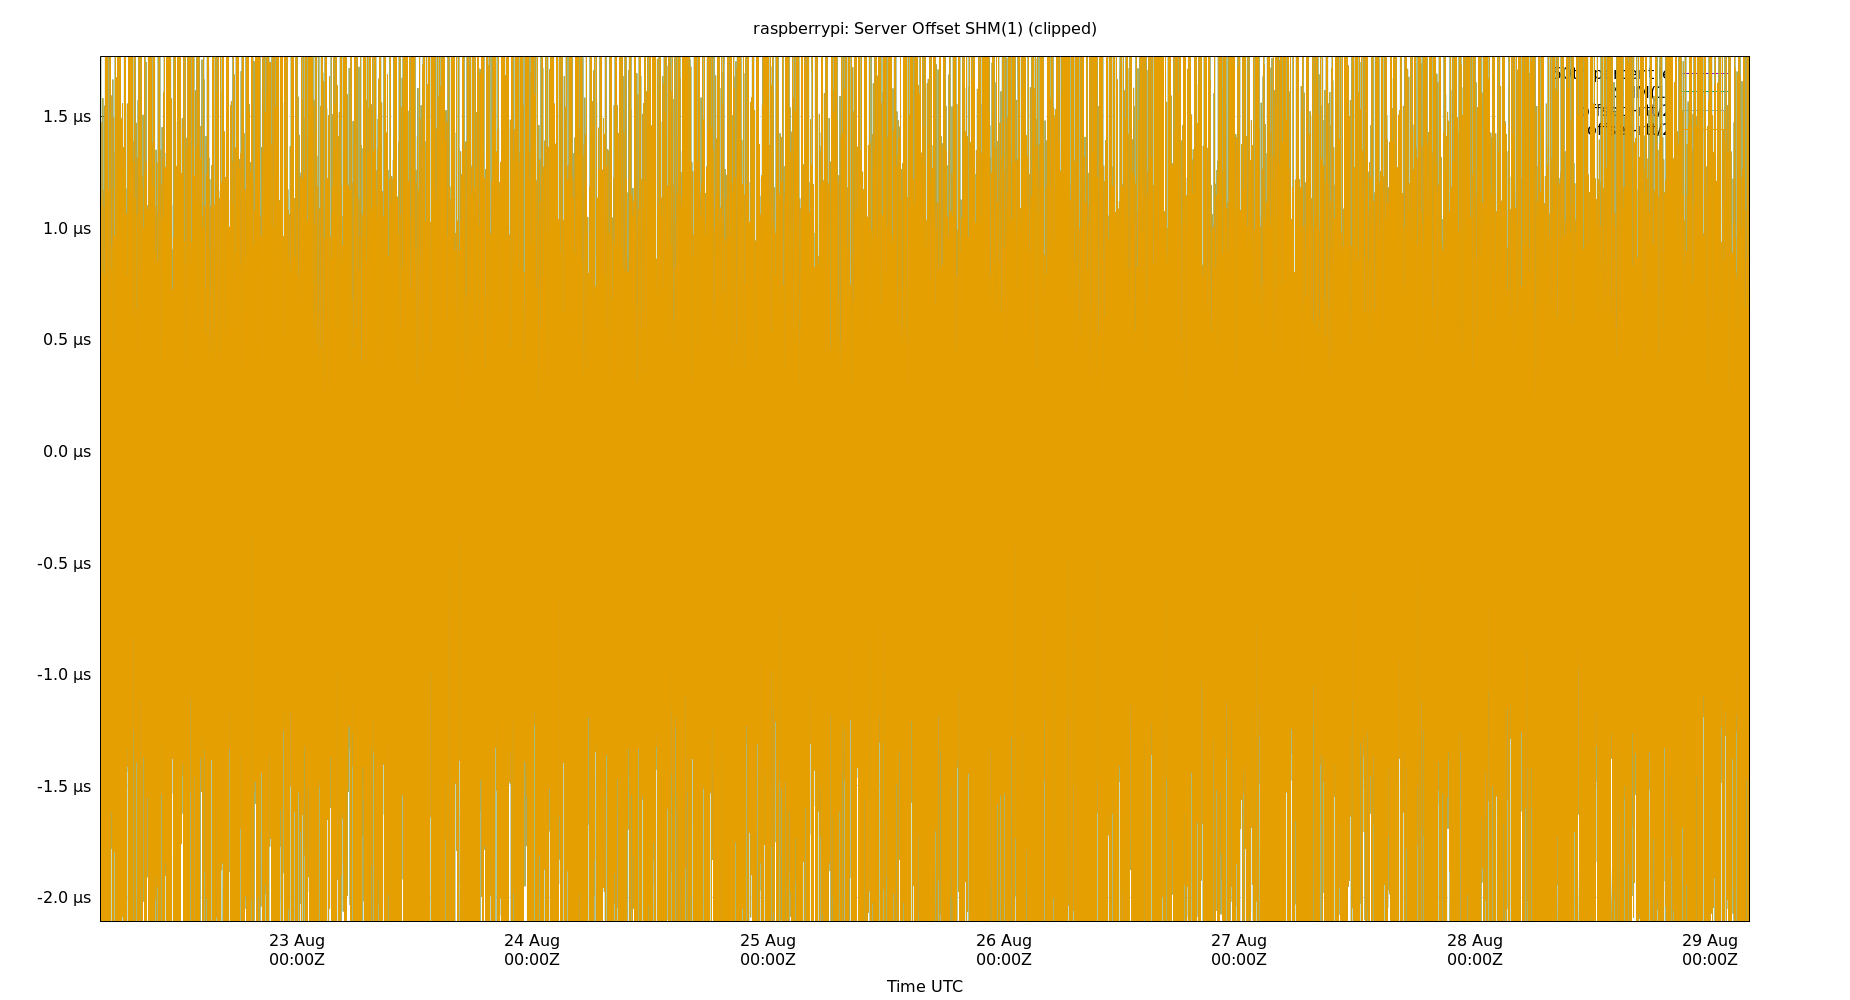 raspberrypi: Server Offset SHM(1) (clipped)
1.5 µs
1.0 µs
0.5 µs
0.0 µs
-0.5 µs
-1.0 µs
-1.5 µs
-2.0 µs
23 Aug 24 Aug 25 Aug 26 Aug 27 Aug 28 Aug 29 Aug
00:00Z 00:00Z 00:00Z 00:00Z 00:00Z 00:00Z 00:00Z
Time UTC